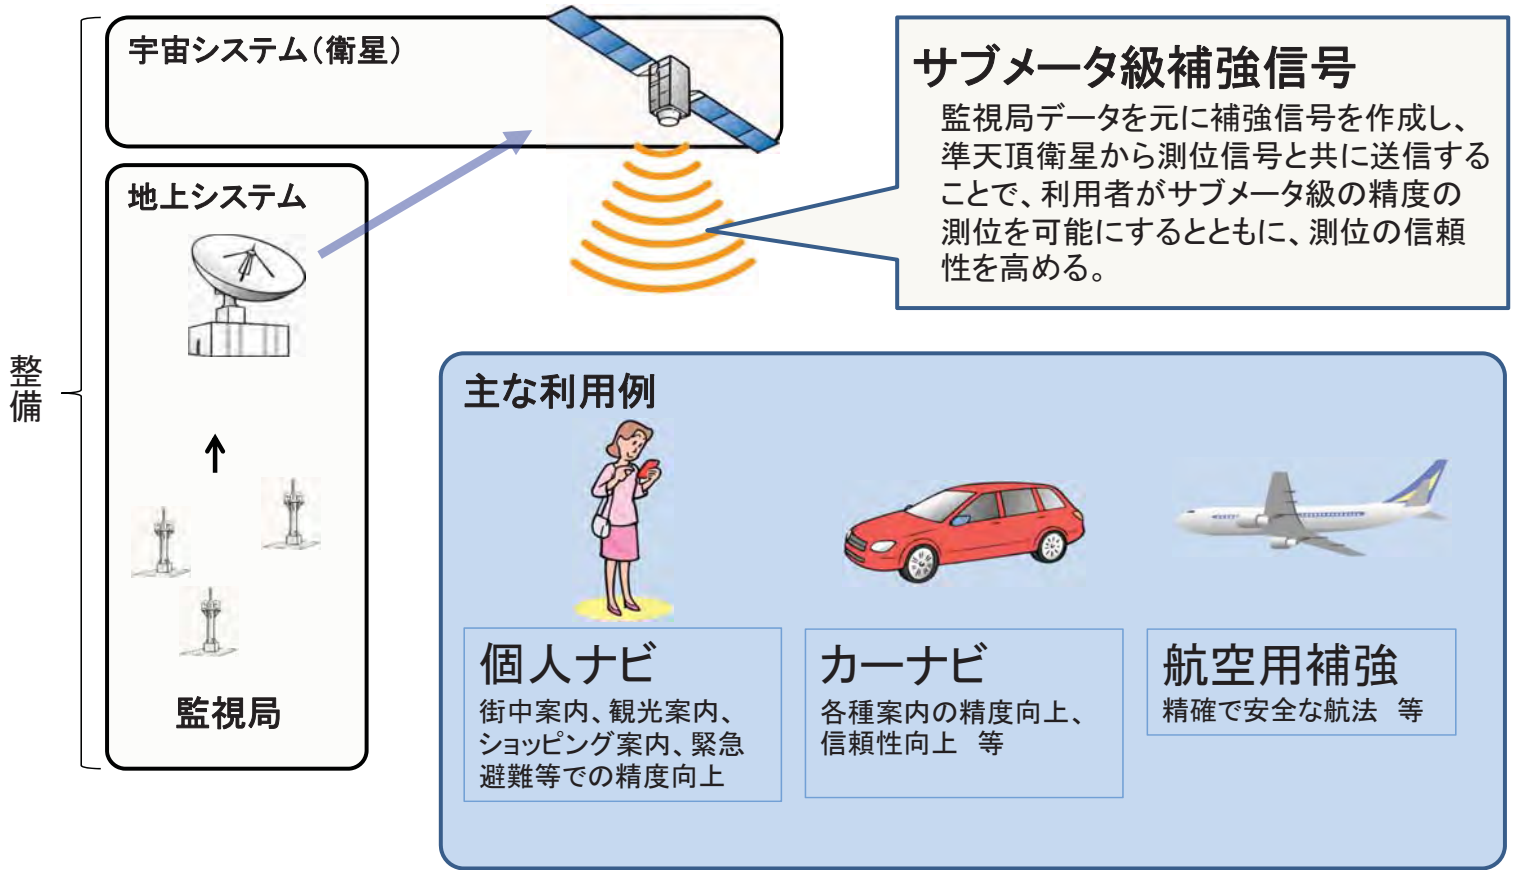 宇宙システム(衛星)
地上システム
監視局
整備
サブメータ級補強信号
監視局データを元に補強信号を作成し、
準天頂衛星から測位信号と共に送信する
ことで、利用者がサブメータ級の精度の
測位を可能にするとともに、測位の信頼
性を高める。
主な利用例
個人ナビ
街中案内、観光案内、
ショッピング案内、緊急
避難等での精度向上
カーナビ
各種案内の精度向上、
信頼性向上　等
航空用補強
精確で安全な航法　等